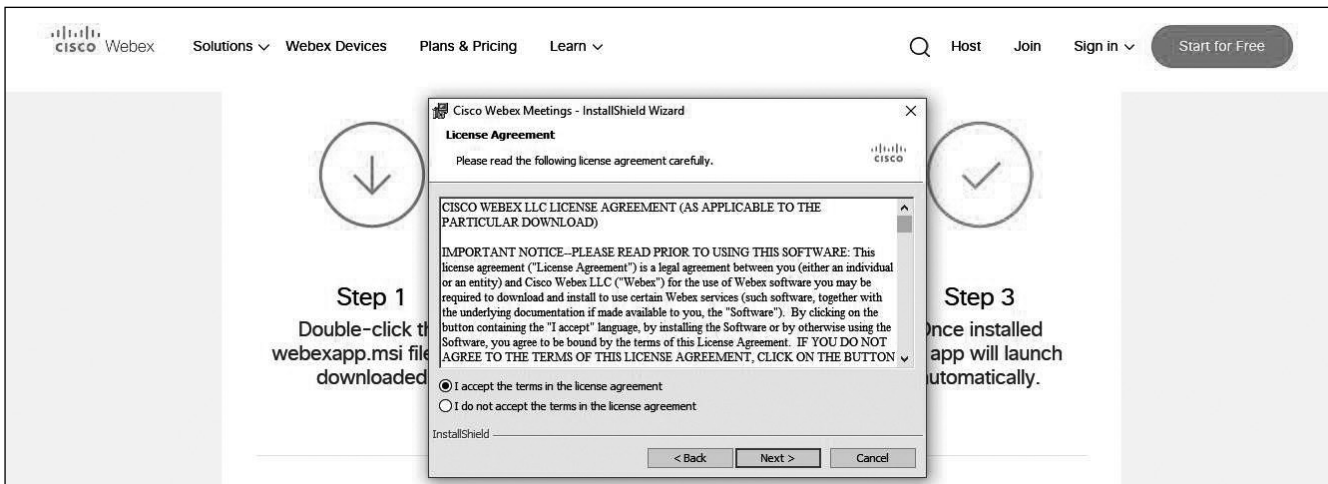 CISCO Webex
Solutions Webex Devices Plans & Pricing Learn Host Join Sign in Start for Free
Cisco Webex Meetings - InstallShield Wizard
License Agreement
Please read the following license agreement carefully.
CISCO
CISCO WEBEX LLC LICENSE AGREEMENT (AS APPLICABLE TO THE
PARTICULAR DOWNLOAD)
IMPORTANT NOTICE--PLEASE READ PRIOR TO USING THIS SOFTWARE: This
license agreement ("License Agreement") is a legal agreement between you (either an individual
or an entity) and Cisco Webex LLC ("Webex") for the use of Webex software you may be
required to download and install to use certain Webex services (such software, together with
the underlying documentation if made available to you, the "Software"). By clicking on the
button containing the "I accept" language, by installing the Software or by otherwise using the
Software, you agree to be bound by the terms of this License Agreement. IF YOU DO NOT
AGREE TO THE TERMS OF THIS LICENSE AGREEMENT, CLICK ON THE BUTTON
I accept the terms in the license agreement
I do not accept the terms in the license agreement
InstallShield
< Back Next > Cancel
Step 1
Double-click
webexapp.msi
downloaded
Step 3
installed
app will launch